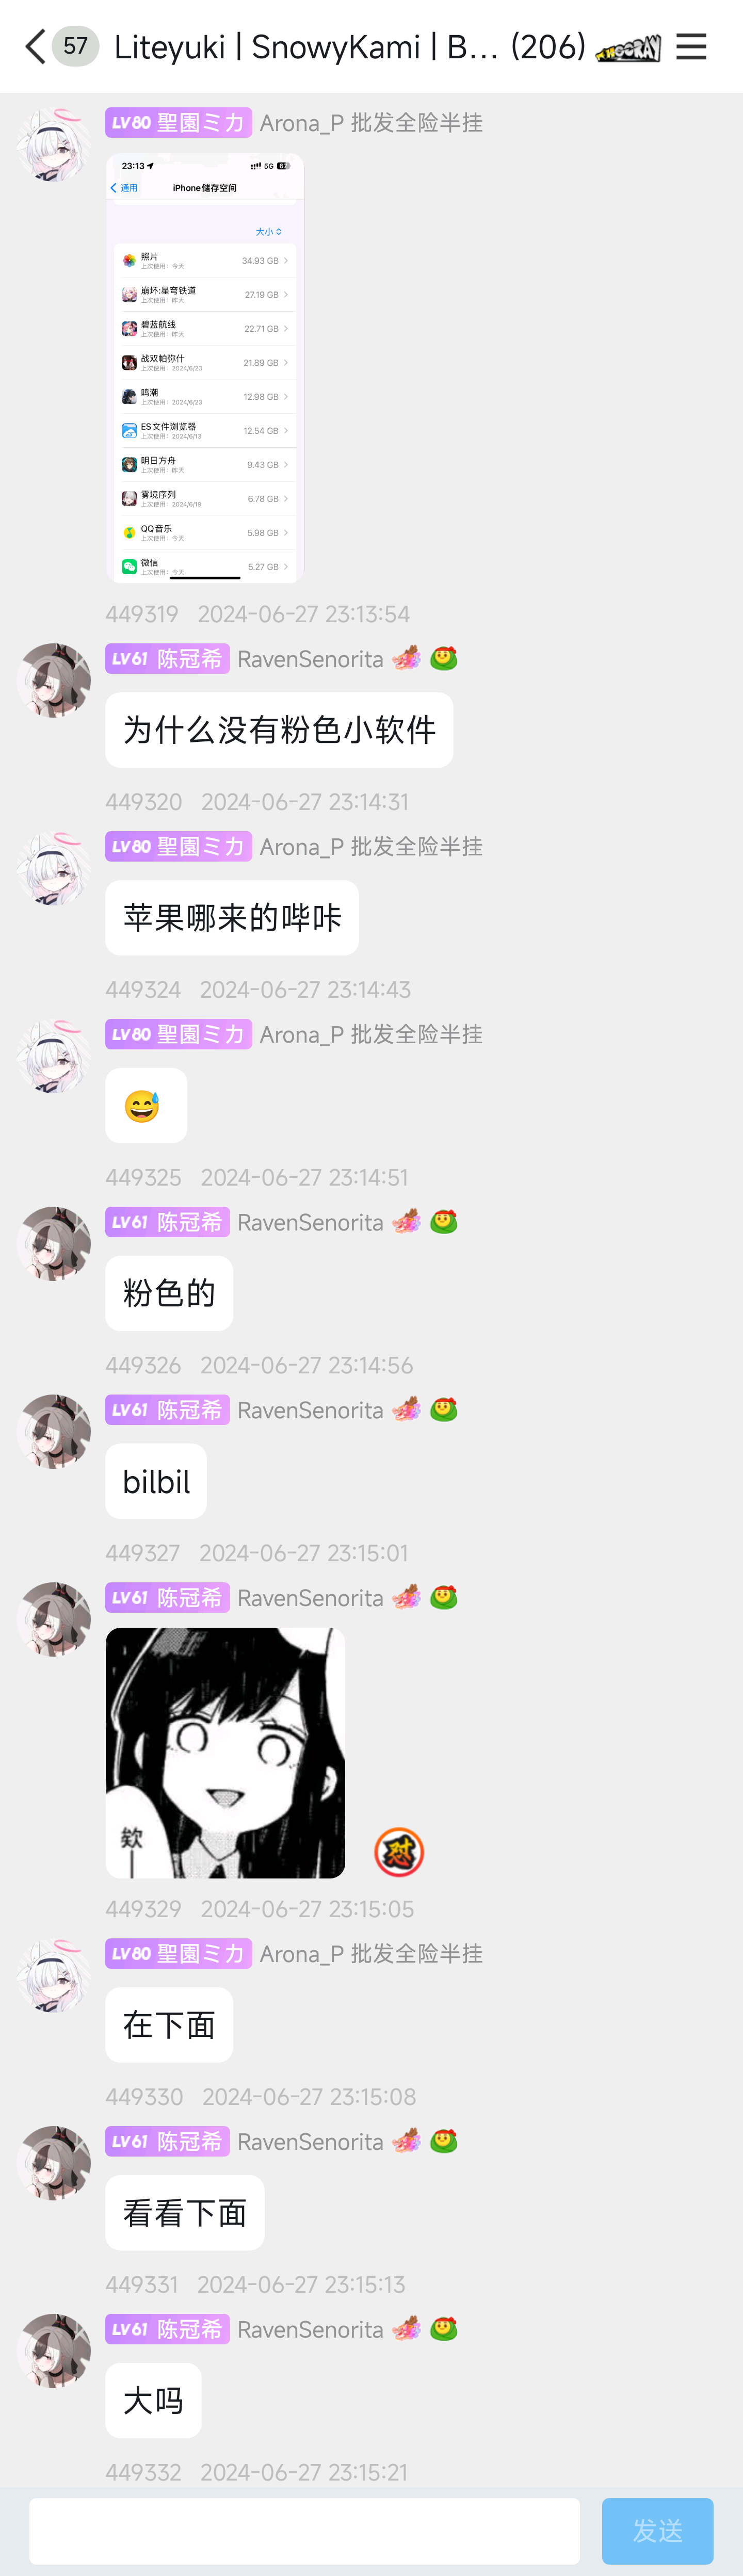 57 Liteyuki | SnowyKami | B... (206) HOORAY
LV80 聖園ミカ Arona_P 批发全险半挂
23:13 5G 67
通用 iPhone储存空间
大小
照片
上次使用：今天
34.93 GB
崩坏:星穹铁道
上次使用：昨天
27.19 GB
碧蓝航线
上次使用：昨天
22.71 GB
战双帕弥什
上次使用：2024/6/23
21.89 GB
鸣潮
上次使用：2024/6/23
12.98 GB
ES文件浏览器
上次使用：2024/6/13
12.54 GB
明日方舟
上次使用：昨天
9.43 GB
雾境序列
上次使用：2024/6/19
6.78 GB
QQ音乐
上次使用：今天
5.98 GB
微信
上次使用：今天
5.27 GB
449319 2024-06-27 23:13:54
LV61 陈冠希 RavenSenorita
为什么没有粉色小软件
449320 2024-06-27 23:14:31
LV80 聖園ミカ Arona_P 批发全险半挂
苹果哪来的哔咔
449324 2024-06-27 23:14:43
LV80 聖園ミカ Arona_P 批发全险半挂
😅
449325 2024-06-27 23:14:51
LV61 陈冠希 RavenSenorita
粉色的
449326 2024-06-27 23:14:56
LV61 陈冠希 RavenSenorita
bilbil
449327 2024-06-27 23:15:01
LV61 陈冠希 RavenSenorita
欸—
怼
449329 2024-06-27 23:15:05
LV80 聖園ミカ Arona_P 批发全险半挂
在下面
449330 2024-06-27 23:15:08
LV61 陈冠希 RavenSenorita
看看下面
449331 2024-06-27 23:15:13
LV61 陈冠希 RavenSenorita
大吗
449332 2024-06-27 23:15:21
发送